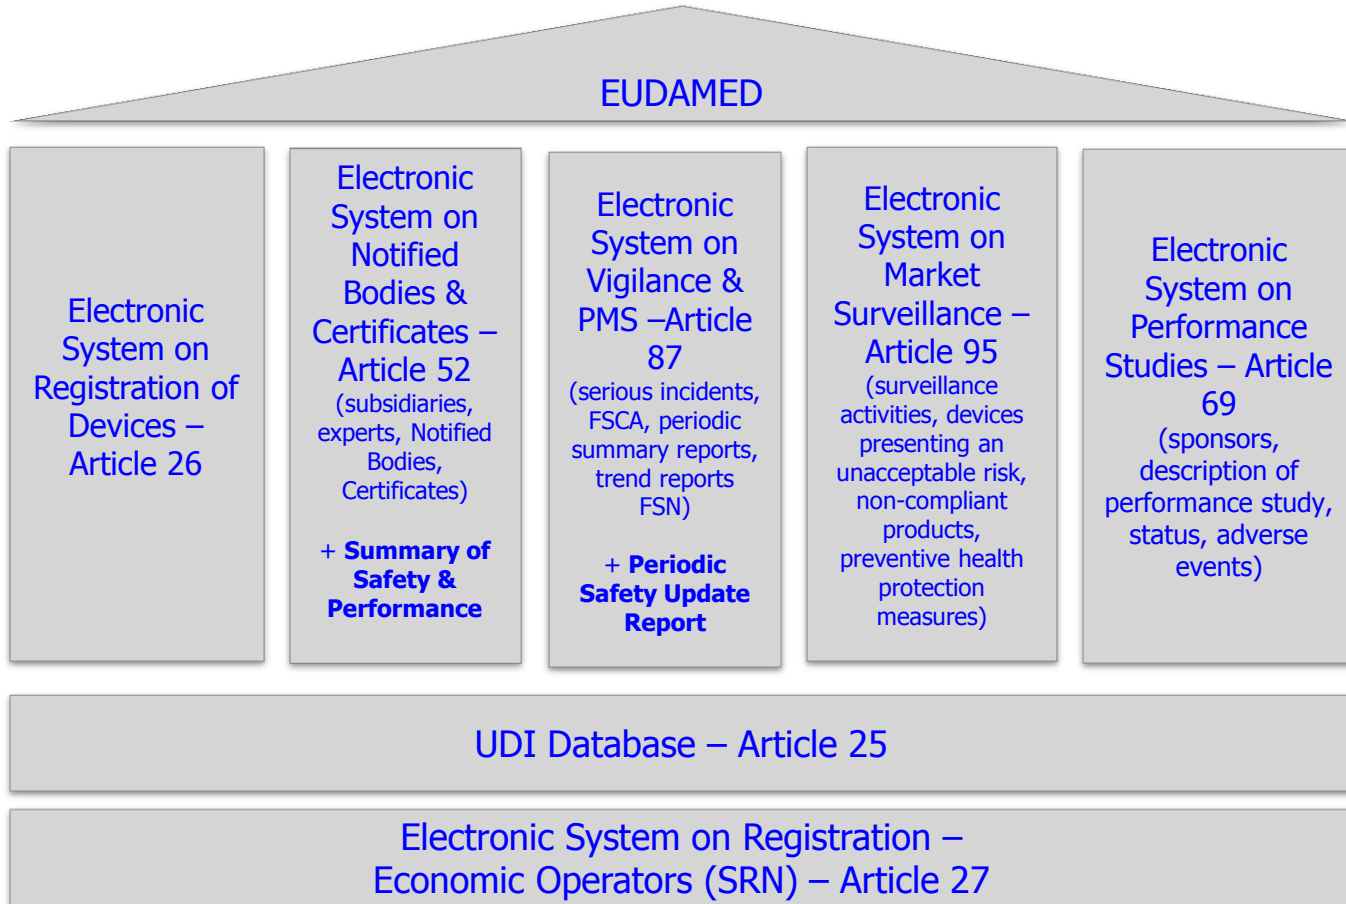 EUDAMED
Electronic
System on
Registration of
Devices –
Article 26
Electronic
System on
Notified
Bodies &
Certificates –
Article 52
(subsidiaries,
experts, Notified
Bodies,
Certificates)
+ Summary of
Safety &
Performance
Electronic
System on
Vigilance &
PMS –Article
87
(serious incidents,
FSCA, periodic
summary reports,
trend reports
FSN)
+ Periodic
Safety Update
Report
Electronic
System on
Market
Surveillance –
Article 95
(surveillance
activities, devices
presenting an
unacceptable risk,
non-compliant
products,
preventive health
protection
measures)
Electronic
System on
Performance
Studies – Article
69
(sponsors,
description of
performance study,
status, adverse
events)
UDI Database – Article 25
Electronic System on Registration –
Economic Operators (SRN) – Article 27